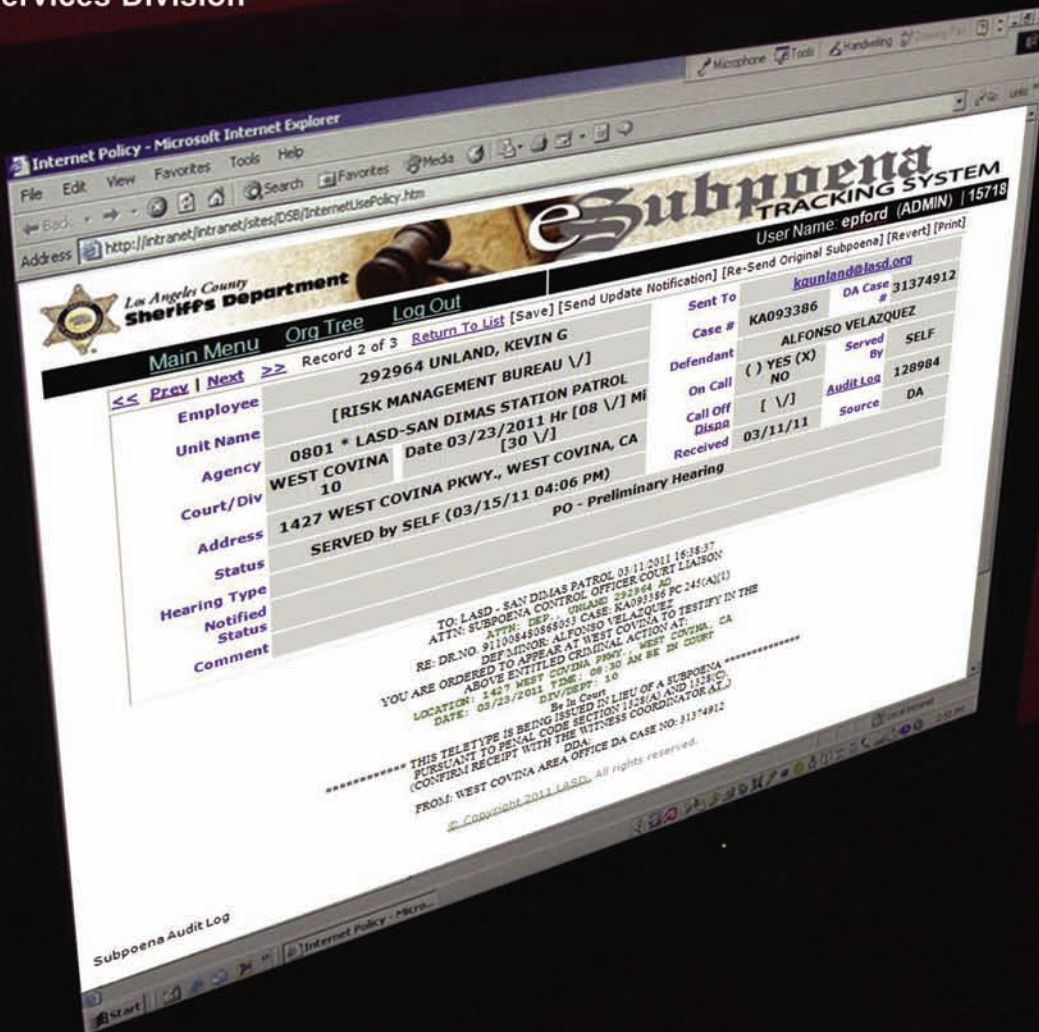 ervices Division
Microphone Tools Handwriting Drawing Pad
Internet Policy - Microsoft Internet Explorer
File Edit View Favorites Tools Help
Back Search Favorites Media
Address http://intranet/intranet/sites/DSB/InternetUsePolicy.htm Links
eSubpoena
TRACKING SYSTEM
Los Angeles County
Sheriff's Department
User Name: epford (ADMIN) | 15718
Main Menu Org Tree Log Out
<< Prev | Next >> Record 2 of 3 Return To List [Save] [Send Update Notification] [Re-Send Original Subpoena] [Revert] [Print]
Employee 292964 UNLAND, KEVIN G Sent To kgunland@lasd.org
Unit Name [RISK MANAGEMENT BUREAU \/] Case # KA093386 DA Case # 31374912
Agency 0801 * LASD-SAN DIMAS STATION PATROL Defendant ALFONSO VELAZQUEZ
Court/Div WEST COVINA 10 Date 03/23/2011 Hr [08 \/] Mi [30 \/] On Call ( ) YES (X) NO Served By SELF
Address 1427 WEST COVINA PKWY., WEST COVINA, CA Call Off Dispo [ \/] Audit Log 128984
Status SERVED by SELF (03/15/11 04:06 PM) Received 03/11/11 Source DA
Hearing Type PO - Preliminary Hearing
Notified Status
Comment
TO: LASD - SAN DIMAS PATROL 03/11/2011 16:38:37
ATTN: SUBPOENA CONTROL OFFICER/COURT LIAISON
ATTN: DEP. UNLAND 292964 AO
RE: DR.NO. 911008480568053 CASE: KA093386 PC 245(A)(1)
DEF/MINOR: ALFONSO VELAZQUEZ
YOU ARE ORDERED TO APPEAR AT WEST COVINA TO TESTIFY IN THE
ABOVE ENTITLED CRIMINAL ACTION AT:
LOCATION: 1427 WEST COVINA PKWY., WEST COVINA, CA
DATE: 03/23/2011 TIME: 08:30 AM BE IN COURT
DIV/DEPT: 10
Be In Court
************ THIS TELETYPE IS BEING ISSUED IN LIEU OF A SUBPOENA ***************
PURSUANT TO PENAL CODE SECTION 1328(A) AND 1328(C).
(CONFIRM RECEIPT WITH THE WITNESS COORDINATOR AT.)
DDA:
FROM: WEST COVINA AREA OFFICE DA CASE NO: 31374912
© Copyright 2011 LASD. All rights reserved.
Subpoena Audit Log
Local intranet
Start Internet Policy - Micro... 2:52 PM